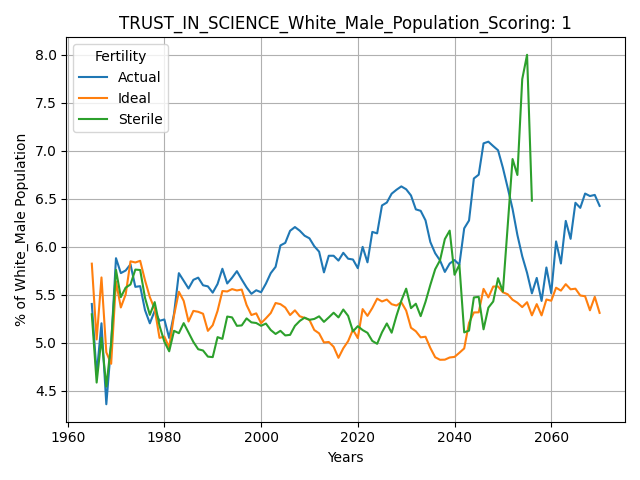 TRUST_IN_SCIENCE_White_Male_Population_Scoring: 1
Fertility
Actual
Ideal
Sterile
% of White_Male Population
8.0
7.5
7.0
6.5
6.0
5.5
5.0
4.5
1960
1980
2000
2020
2040
2060
Years